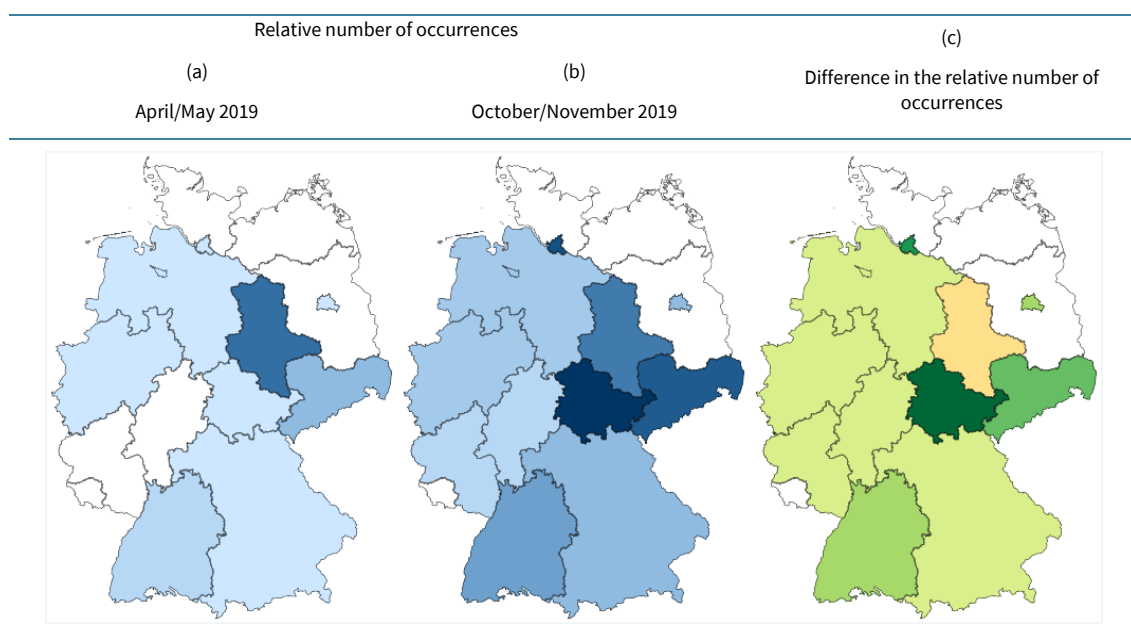 Relative number of occurrences
(a)
April/May 2019
(b)
October/November 2019
(c)
Difference in the relative number of
occurrences